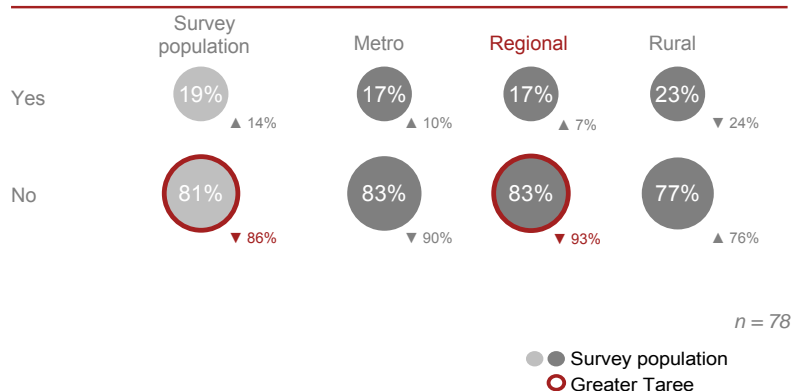 Survey
population
Metro
Regional
Rural
Yes
19%
▲ 14%
17%
▲ 10%
17%
▲ 7%
23%
▼ 24%
No
81%
▼ 86%
83%
▼ 90%
83%
▼ 93%
77%
▲ 76%
n = 78
Survey population
Greater Taree